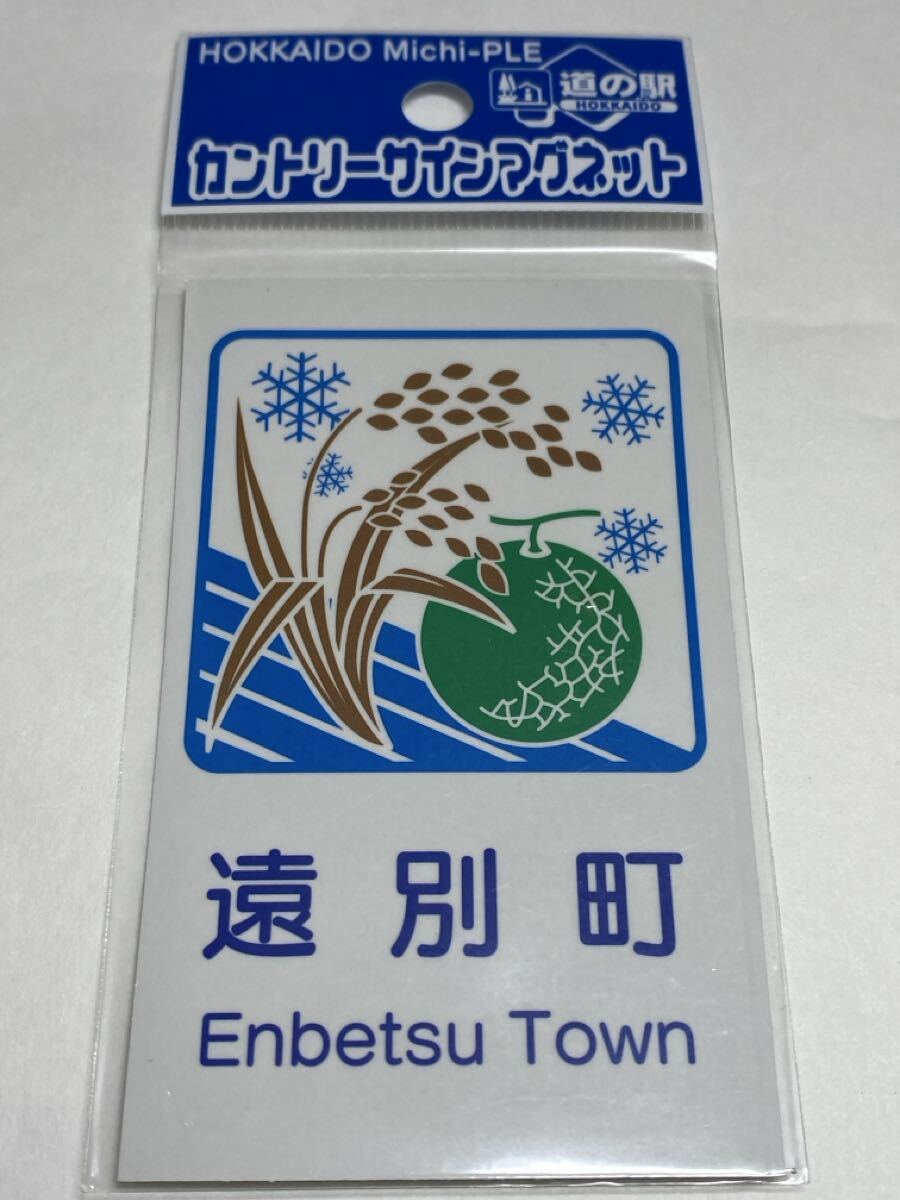 HOKKAIDO Michi-PLE
道の駅
HOKKAIDO
カントリーサインマグネット
遠別町
Enbetsu Town